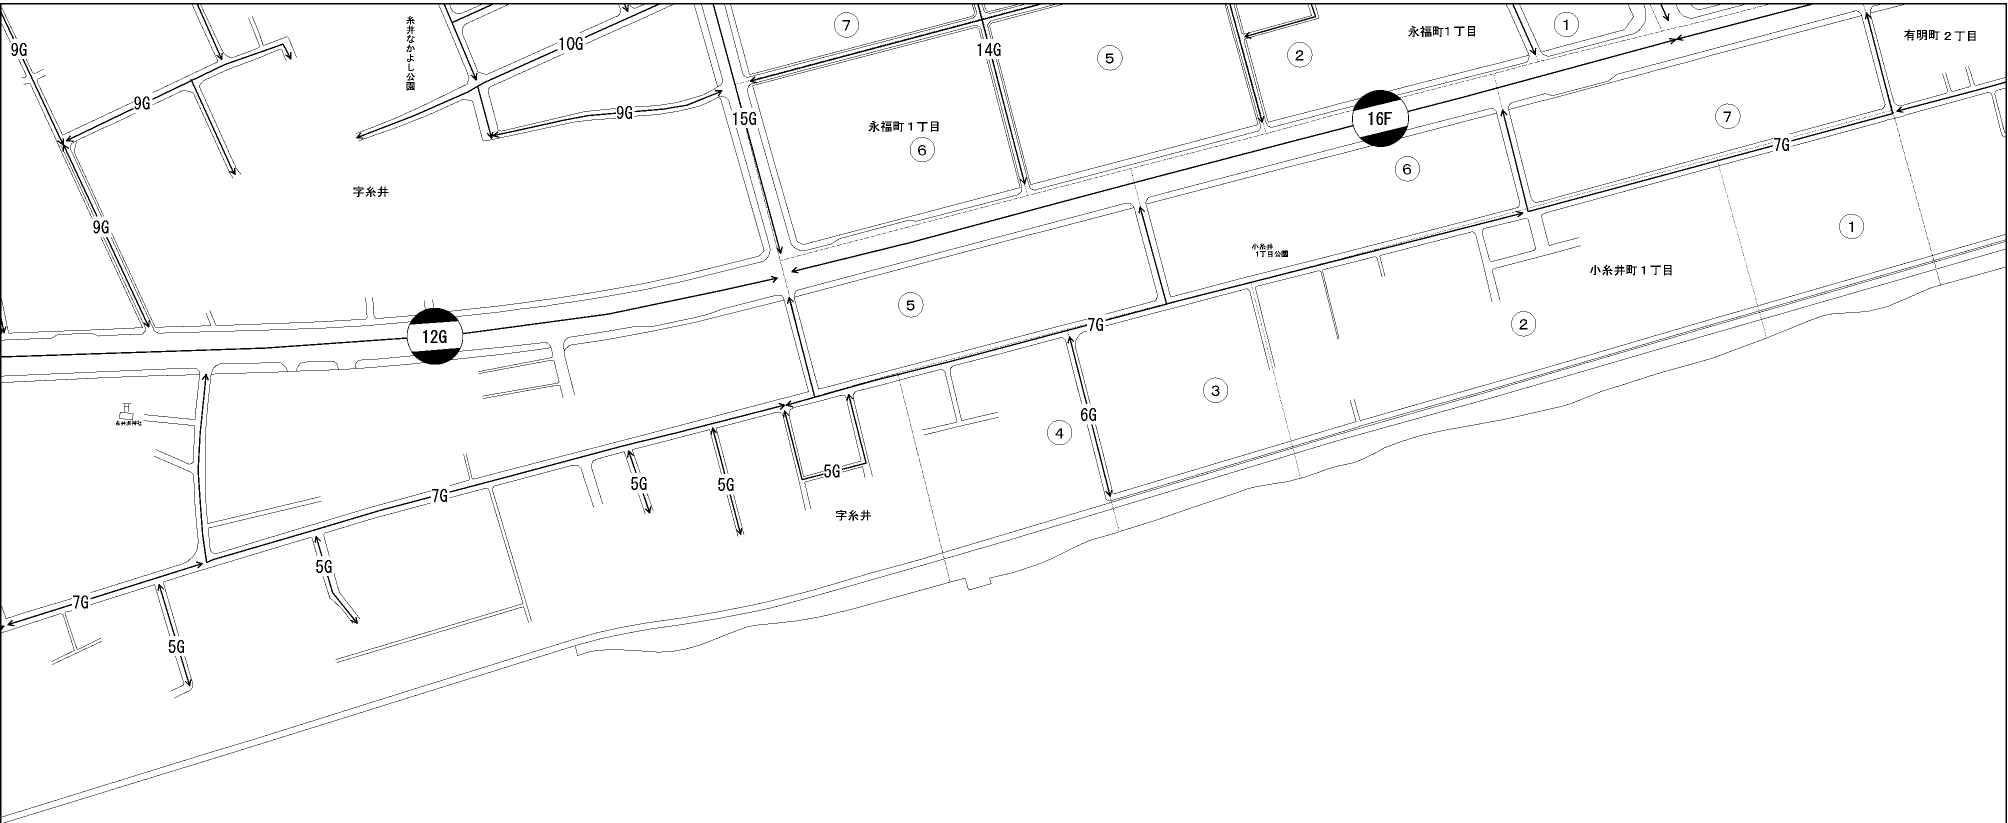 9G
糸井なかよし公園
10G
⑦
14G
⑤
②
永福町１丁目
①
有明町２丁目
9G
9G
15G
永福町１丁目
⑥
16F
⑦
7G
字糸井
⑥
9G
小糸井
１丁目公園
①
小糸井町１丁目
⑤
②
12G
7G
③
6G
④
5G
5G
5G
7G
字糸井
5G
7G
5G